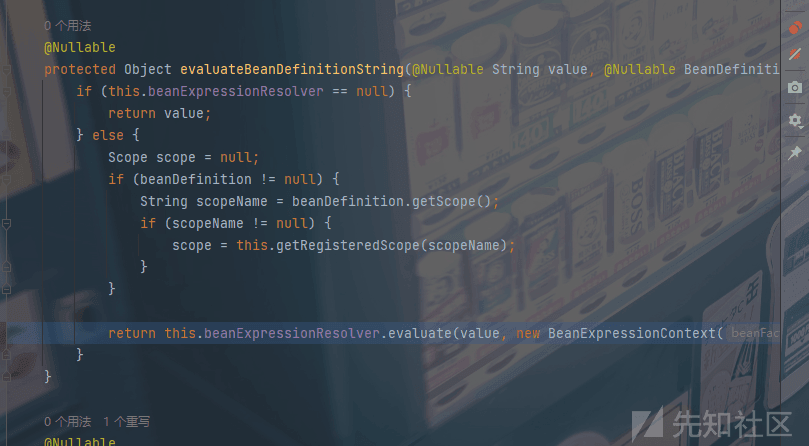 0 个用法
@Nullable
protected Object evaluateBeanDefinitionString(@Nullable String value, @Nullable BeanDefiniti
if (this.beanExpressionResolver == null) {
return value;
} else {
Scope scope = null;
if (beanDefinition != null) {
String scopeName = beanDefinition.getScope();
if (scopeName != null) {
scope = this.getRegisteredScope(scopeName);
}
}
return this.beanExpressionResolver.evaluate(value, new BeanExpressionContext( beanFac
}
}
0 个用法 1 个重写
@Nullable
先知社区